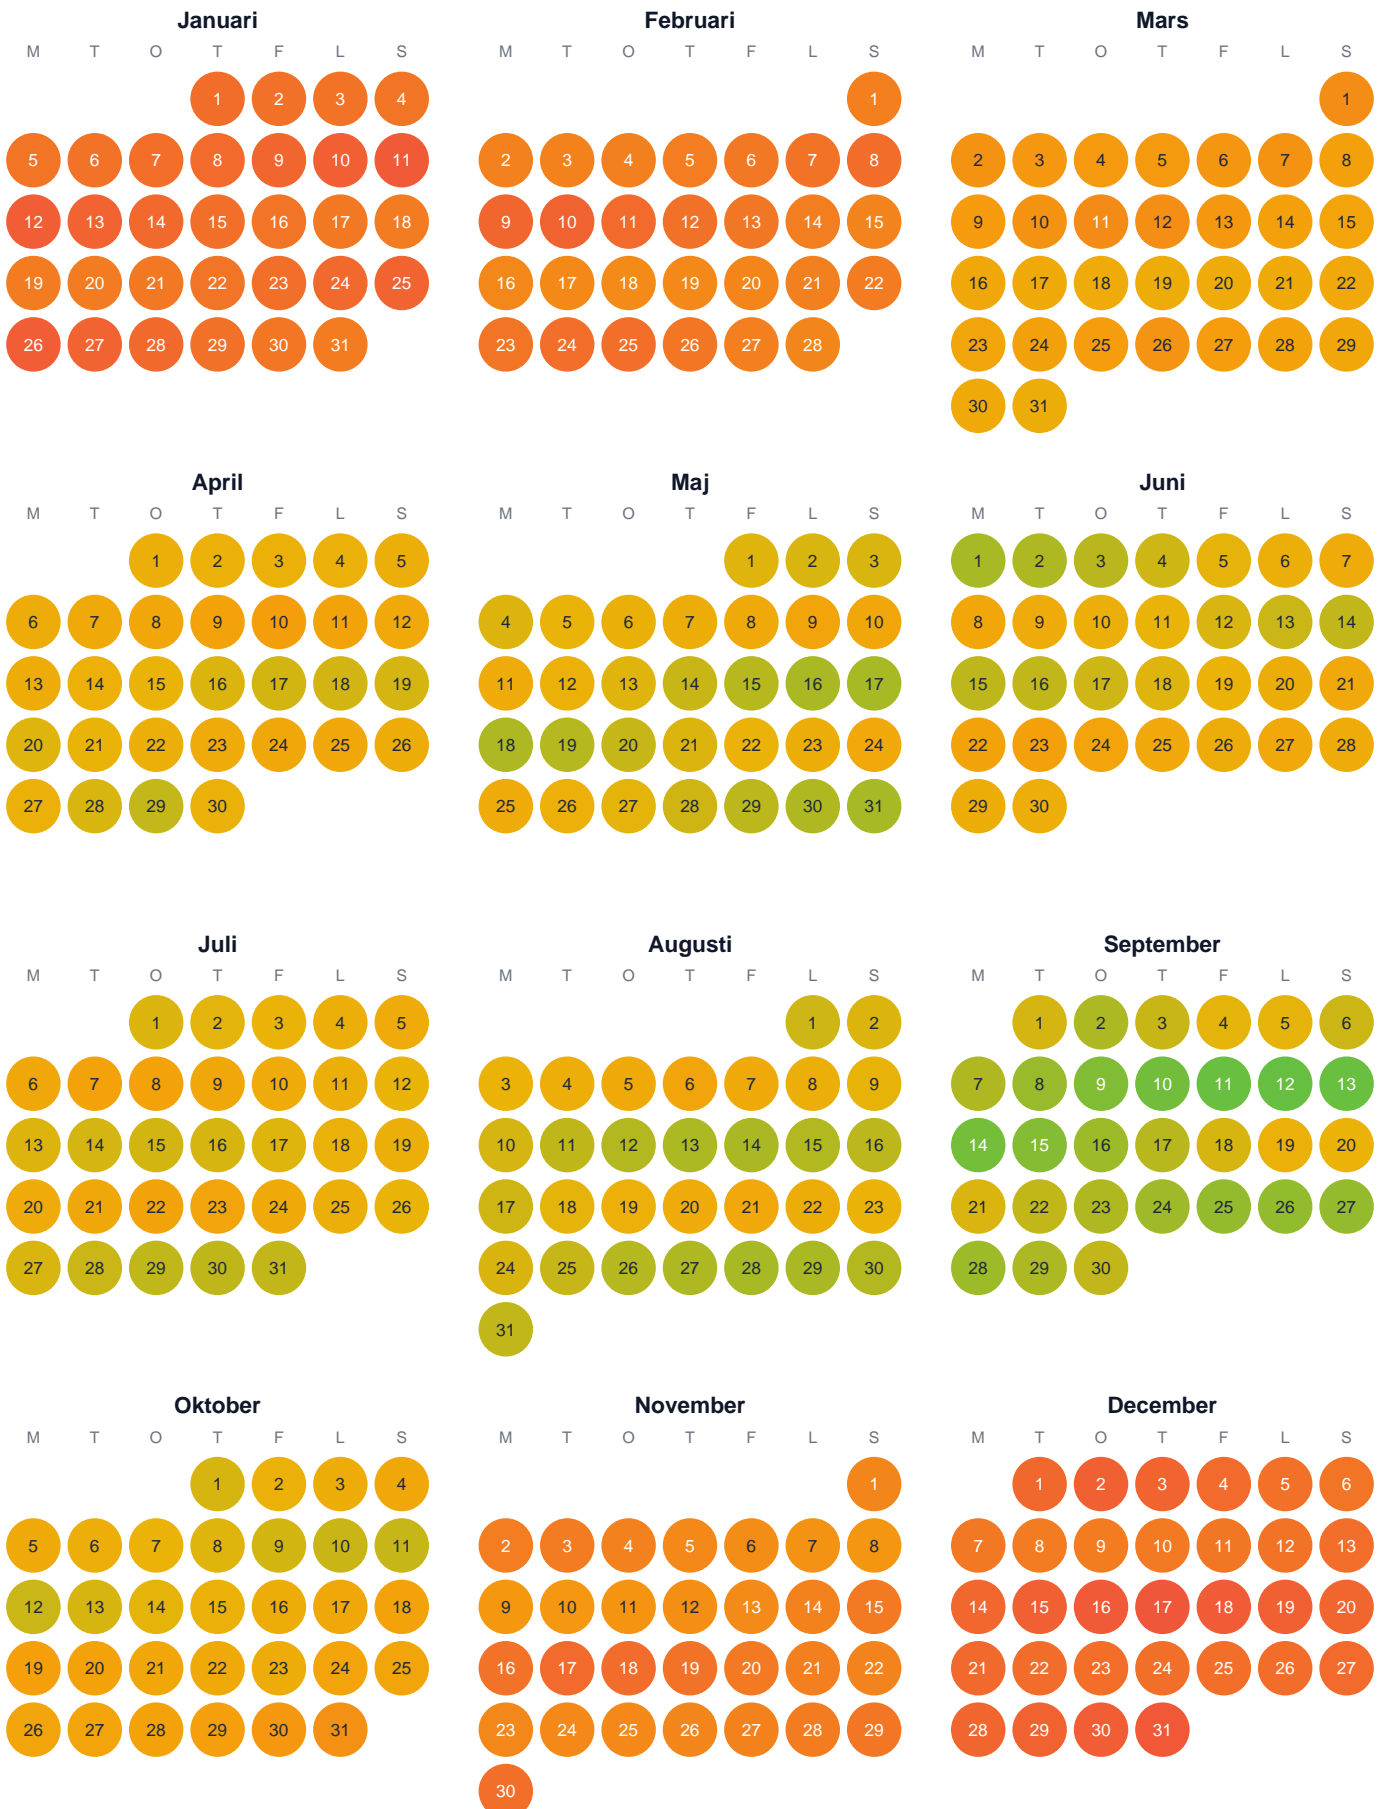 Januari Februari Mars
M T O T F L S M T O T F L S M T O T F L S
1 2 3 4 1 1
5 6 7 8 9 10 11 2 3 4 5 6 7 8 2 3 4 5 6 7 8
12 13 14 15 16 17 18 9 10 11 12 13 14 15 9 10 11 12 13 14 15
19 20 21 22 23 24 25 16 17 18 19 20 21 22 16 17 18 19 20 21 22
26 27 28 29 30 31 23 24 25 26 27 28 23 24 25 26 27 28 29
30 31
April Maj Juni
M T O T F L S M T O T F L S M T O T F L S
1 2 3 4 5 1 2 3 1 2 3 4 5 6 7
6 7 8 9 10 11 12 4 5 6 7 8 9 10 8 9 10 11 12 13 14
13 14 15 16 17 18 19 11 12 13 14 15 16 17 15 16 17 18 19 20 21
20 21 22 23 24 25 26 18 19 20 21 22 23 24 22 23 24 25 26 27 28
27 28 29 30 25 26 27 28 29 30 31 29 30
Juli Augusti September
M T O T F L S M T O T F L S M T O T F L S
1 2 3 4 5 1 2 1 2 3 4 5 6
6 7 8 9 10 11 12 3 4 5 6 7 8 9 7 8 9 10 11 12 13
13 14 15 16 17 18 19 10 11 12 13 14 15 16 14 15 16 17 18 19 20
20 21 22 23 24 25 26 17 18 19 20 21 22 23 21 22 23 24 25 26 27
27 28 29 30 31 24 25 26 27 28 29 30 28 29 30
31
Oktober November December
M T O T F L S M T O T F L S M T O T F L S
1 2 3 4 1 1 2 3 4 5 6
5 6 7 8 9 10 11 2 3 4 5 6 7 8 7 8 9 10 11 12 13
12 13 14 15 16 17 18 9 10 11 12 13 14 15 14 15 16 17 18 19 20
19 20 21 22 23 24 25 16 17 18 19 20 21 22 21 22 23 24 25 26 27
26 27 28 29 30 31 23 24 25 26 27 28 29 28 29 30 31
30